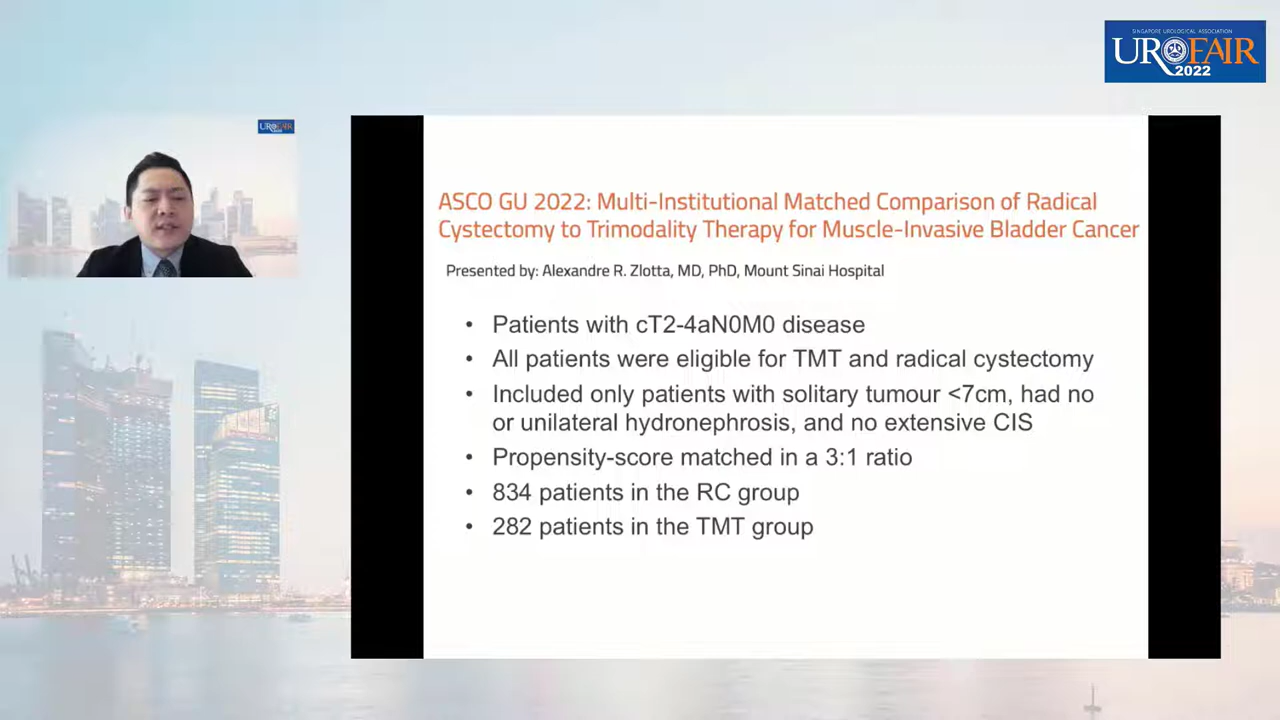 SINGAPORE UROLOGICAL ASSOCIATION
UROFAIR
2022
UROFAIR
ASCO GU 2022: Multi-Institutional Matched Comparison of Radical
Cystectomy to Trimodality Therapy for Muscle-Invasive Bladder Cancer
Presented by: Alexandre R. Zlotta, MD, PhD, Mount Sinai Hospital
• Patients with cT2-4aN0M0 disease
• All patients were eligible for TMT and radical cystectomy
• Included only patients with solitary tumour <7cm, had no
or unilateral hydronephrosis, and no extensive CIS
• Propensity-score matched in a 3:1 ratio
• 834 patients in the RC group
• 282 patients in the TMT group